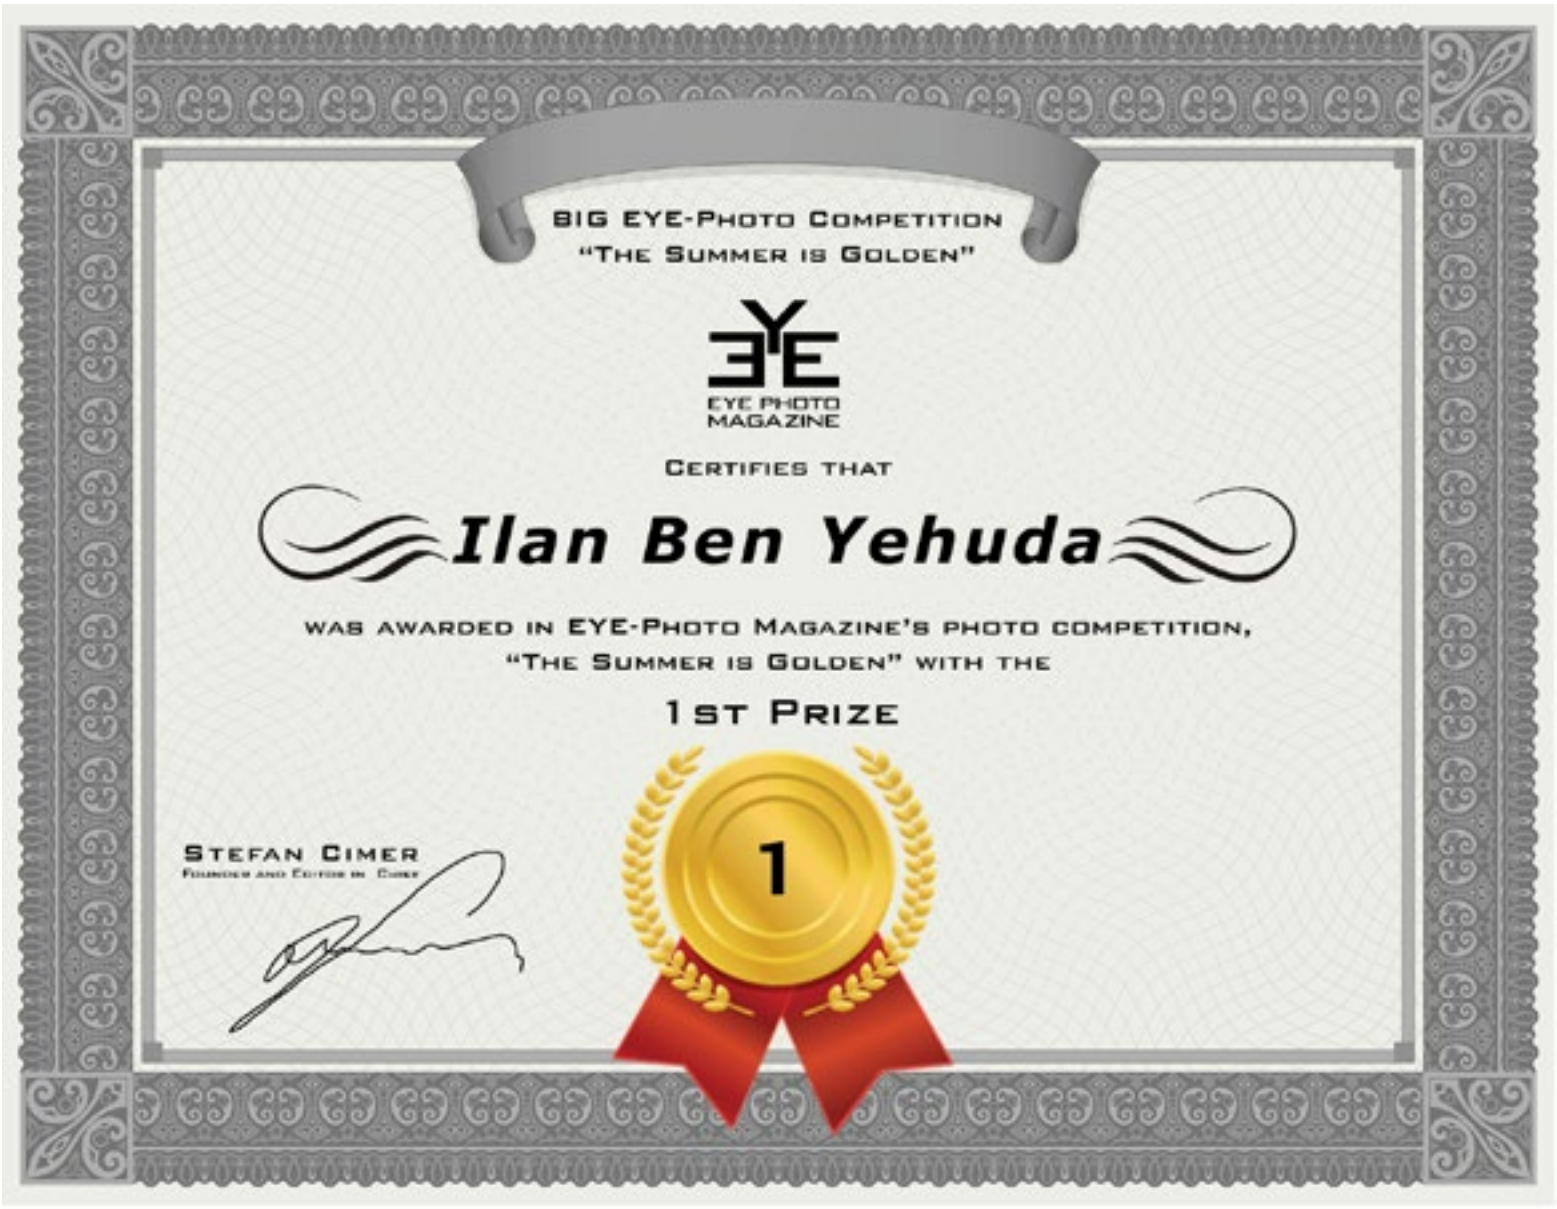 BIG EYE-PHOTO COMPETITION
“THE SUMMER IS GOLDEN”
EYE
EYE PHOTO
MAGAZINE
CERTIFIES THAT
Ilan Ben Yehuda
WAS AWARDED IN EYE-PHOTO MAGAZINE'S PHOTO COMPETITION,
“THE SUMMER IS GOLDEN” WITH THE
1ST PRIZE
1
STEFAN CIMER
FOUNDER AND EDITOR IN CHIEF